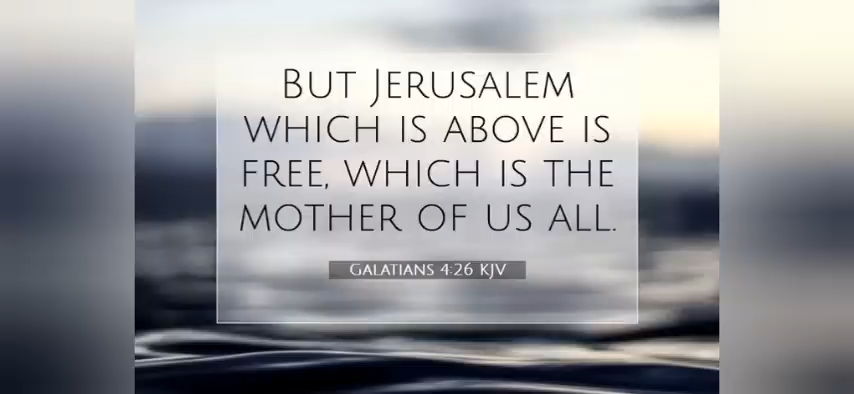 But Jerusalem
which is above is
free, which is the
mother of us all.
Galatians 4:26 KJV